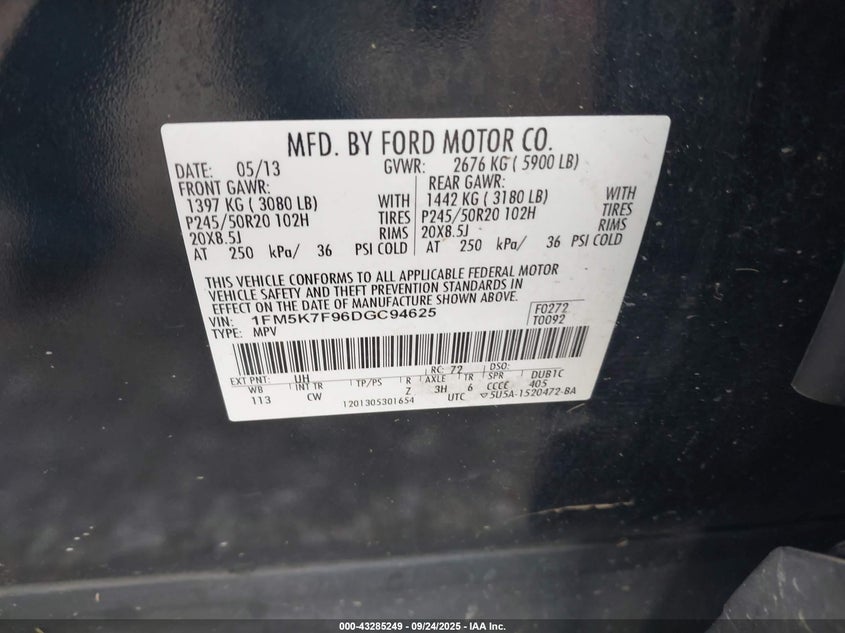 MFD. BY FORD MOTOR CO.
DATE: 05/13 GVWR: 2676 KG ( 5900 LB)
FRONT GAWR: REAR GAWR:
1397 KG ( 3080 LB) WITH 1442 KG ( 3180 LB) WITH
P245/50R20 102H TIRES P245/50R20 102H TIRES
20X8.5J RIMS 20X8.5J RIMS
AT 250 kPa/ 36 PSI COLD AT 250 kPa/ 36 PSI COLD
THIS VEHICLE CONFORMS TO ALL APPLICABLE FEDERAL MOTOR
VEHICLE SAFETY AND THEFT PREVENTION STANDARDS IN
EFFECT ON THE DATE OF MANUFACTURE SHOWN ABOVE.
VIN: 1FM5K7F96DGC94625 F0272
TYPE: MPV T0092
EXT PNT: UH RC: 72 DSO:
WB INT TR TP/PS R AXLE TR SPR DUB1C
113 CW Z 3H 6 CCCC 405
1201305301654 UTC ▽5U5A-1520472-BA
000-43285249 - 09/24/2025 - IAA Inc.